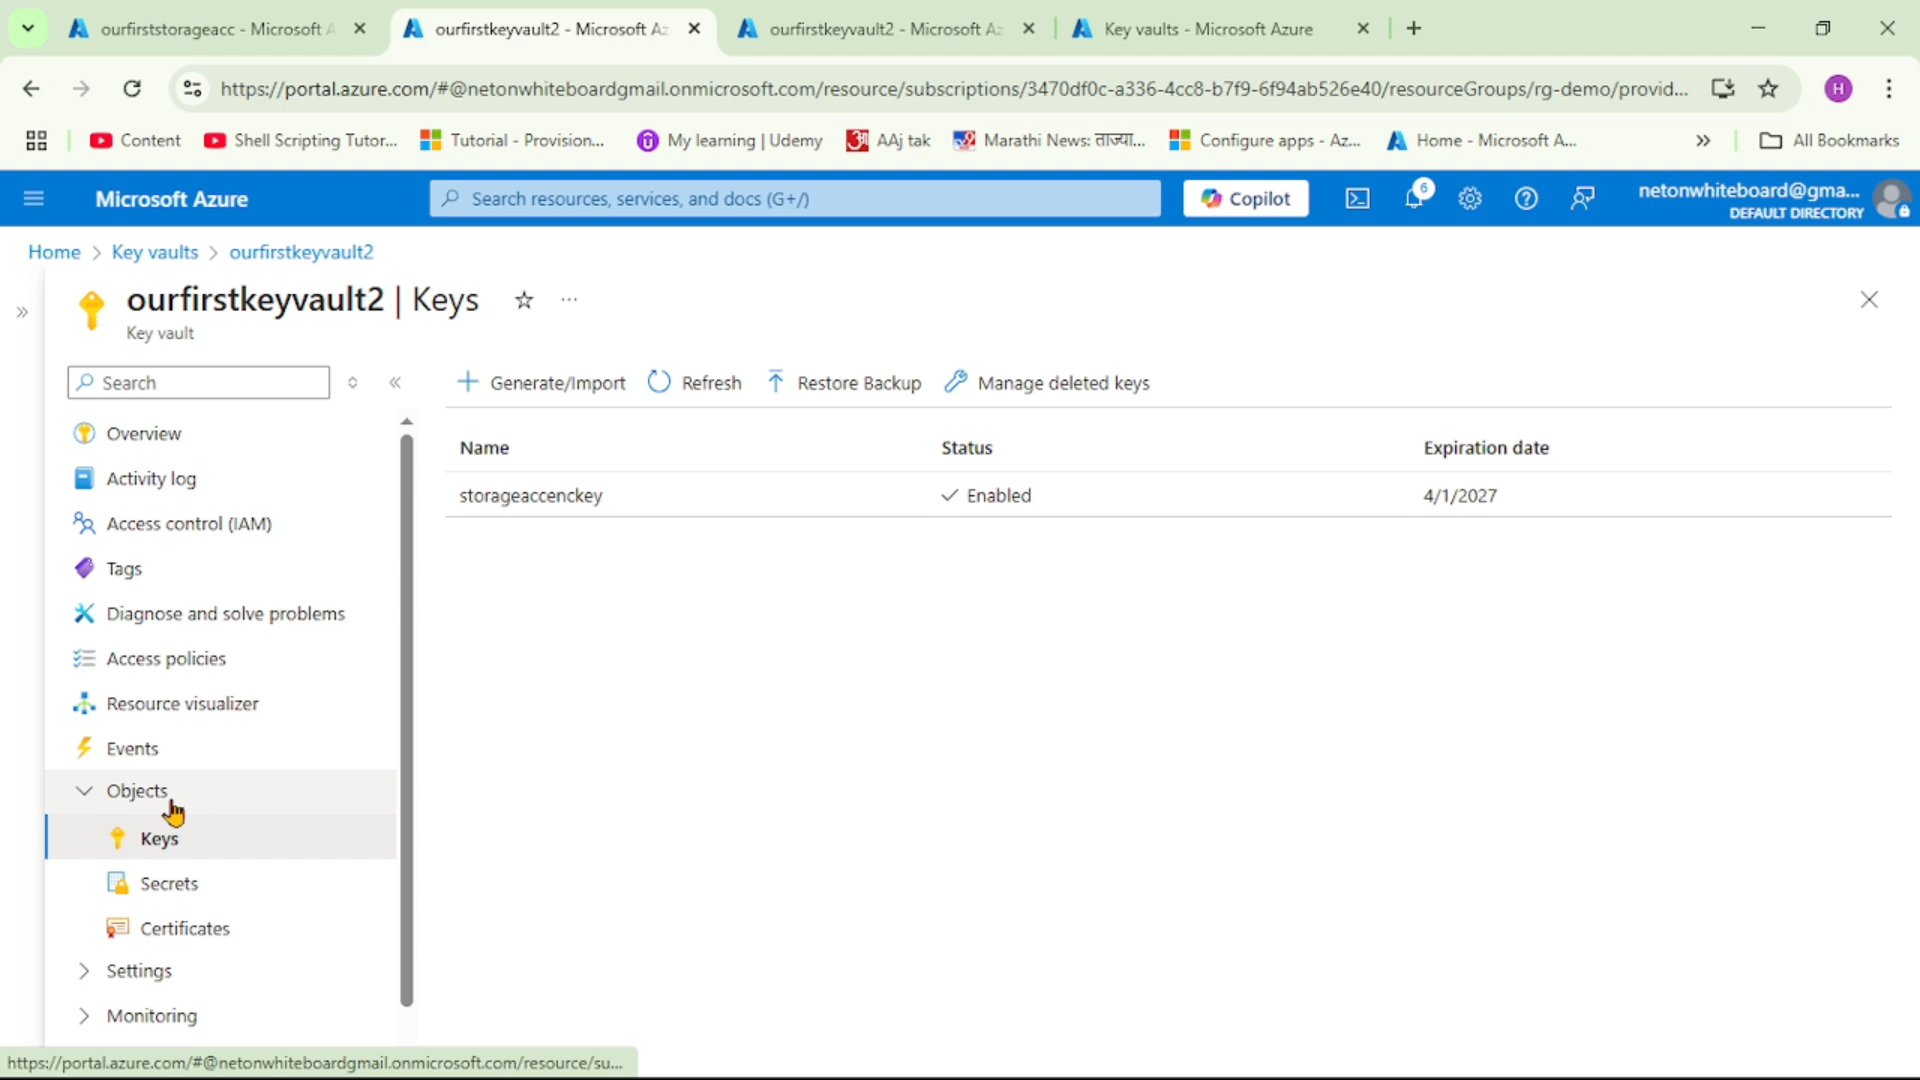 ourfirststorageacc - Microsoft A
ourfirstkeyvault2 - Microsoft Az
ourfirstkeyvault2 - Microsoft Az
Key vaults - Microsoft Azure
https://portal.azure.com/#@netonwhiteboardgmail.onmicrosoft.com/resource/subscriptions/3470df0c-a336-4cc8-b7f9-6f94ab526e40/resourceGroups/rg-demo/provid...
H
Content
Shell Scripting Tutor...
Tutorial - Provision...
My learning | Udemy
AAj tak
Marathi News: ताज्या...
Configure apps - Az...
Home - Microsoft A...
All Bookmarks
Microsoft Azure
Search resources, services, and docs (G+/)
Copilot
6
netonwhiteboard@gma...
DEFAULT DIRECTORY
Home > Key vaults > ourfirstkeyvault2
ourfirstkeyvault2 | Keys
Key vault
Search
Generate/Import
Refresh
Restore Backup
Manage deleted keys
Overview
Activity log
Access control (IAM)
Tags
Diagnose and solve problems
Access policies
Resource visualizer
Events
Objects
Keys
Secrets
Certificates
Settings
Monitoring
Name Status Expiration date
storageaccenckey Enabled 4/1/2027
https://portal.azure.com/#@netonwhiteboardgmail.onmicrosoft.com/resource/su...